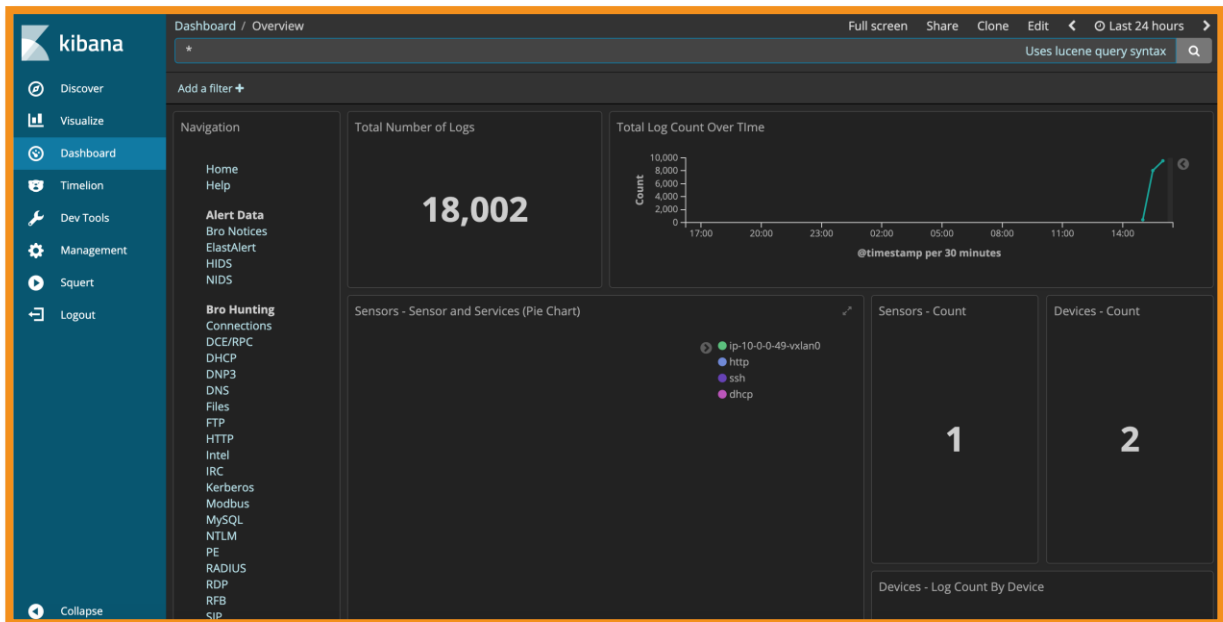 kibana
Discover
Visualize
Dashboard
Timelion
Dev Tools
Management
Squert
Logout
Collapse
Dashboard / Overview
Full screen Share Clone Edit Last 24 hours
*
Uses lucene query syntax
Add a filter +
Navigation
Home
Help
Alert Data
Bro Notices
ElastAlert
HIDS
NIDS
Bro Hunting
Connections
DCE/RPC
DHCP
DNP3
DNS
Files
FTP
HTTP
Intel
IRC
Kerberos
Modbus
MySQL
NTLM
PE
RADIUS
RDP
RFB
SIP
Total Number of Logs
18,002
Total Log Count Over TIme
10,000
8,000
6,000
4,000
2,000
0
Count
17:00 20:00 23:00 02:00 05:00 08:00 11:00 14:00
@timestamp per 30 minutes
Sensors - Sensor and Services (Pie Chart)
ip-10-0-0-49-vxlan0
http
ssh
dhcp
Sensors - Count
1
Devices - Count
2
Devices - Log Count By Device